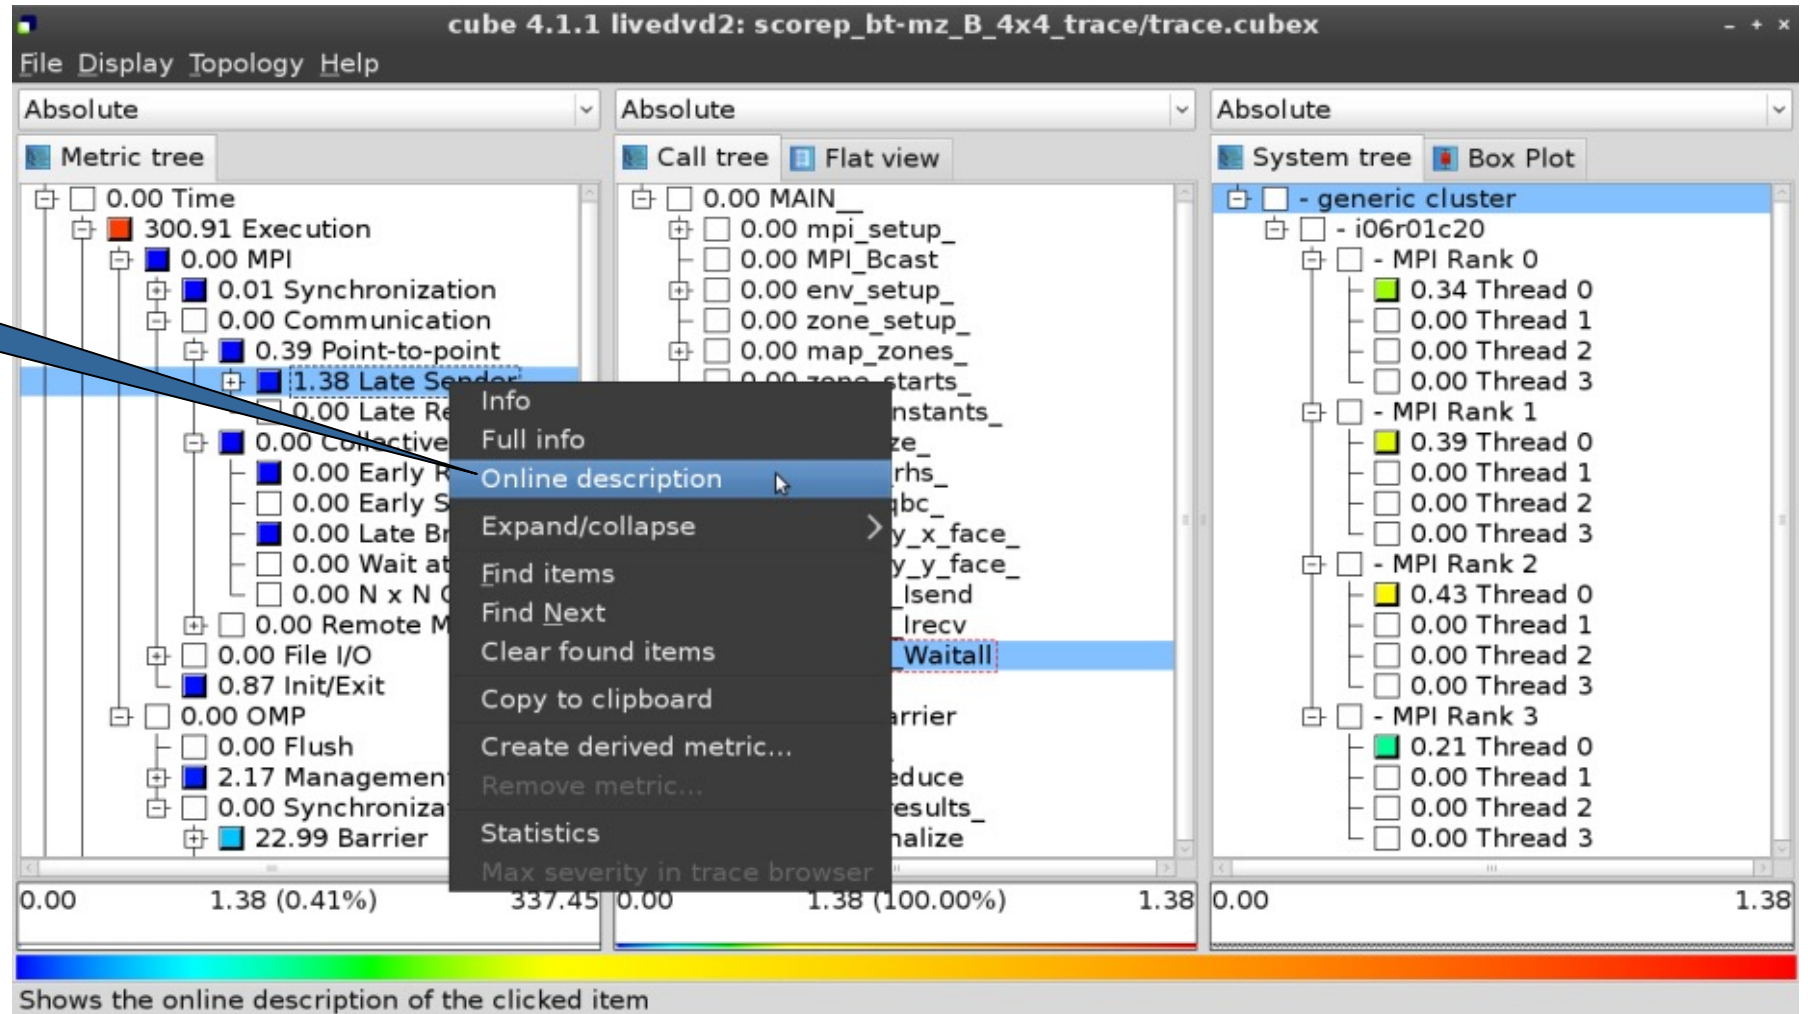 cube 4.1.1 livedvd2: scorep_bt-mz_B_4x4_trace/trace.cubex
File Display Topology Help
Absolute
Metric tree
0.00 Time
300.91 Execution
0.00 MPI
0.01 Synchronization
0.00 Communication
0.39 Point-to-point
1.38 Late Sender
0.00 Late Re
0.00 Collective
0.00 Early R
0.00 Early S
0.00 Late Br
0.00 Wait at
0.00 N x N
0.00 Remote M
0.00 File I/O
0.87 Init/Exit
0.00 OMP
0.00 Flush
2.17 Managemen
0.00 Synchroniza
22.99 Barrier
0.00 1.38 (0.41%) 337.45
Info
Full info
Online description
Expand/collapse
Find items
Find Next
Clear found items
Copy to clipboard
Create derived metric...
Remove metric...
Statistics
Max severity in trace browser
Absolute
Call tree Flat view
0.00 MAIN__
0.00 mpi_setup_
0.00 MPI_Bcast
0.00 env_setup_
0.00 zone_setup_
0.00 map_zones_
0.00 zone_starts_
nstants_
ze_
rhs_
qbc_
y_x_face_
y_y_face_
_Isend
_Irecv
_Waitall
arrier
educe
esults_
nalize
0.00 1.38 (100.00%) 1.38
Absolute
System tree Box Plot
- generic cluster
- i06r01c20
- MPI Rank 0
0.34 Thread 0
0.00 Thread 1
0.00 Thread 2
0.00 Thread 3
- MPI Rank 1
0.39 Thread 0
0.00 Thread 1
0.00 Thread 2
0.00 Thread 3
- MPI Rank 2
0.43 Thread 0
0.00 Thread 1
0.00 Thread 2
0.00 Thread 3
- MPI Rank 3
0.21 Thread 0
0.00 Thread 1
0.00 Thread 2
0.00 Thread 3
0.00 1.38
Shows the online description of the clicked item